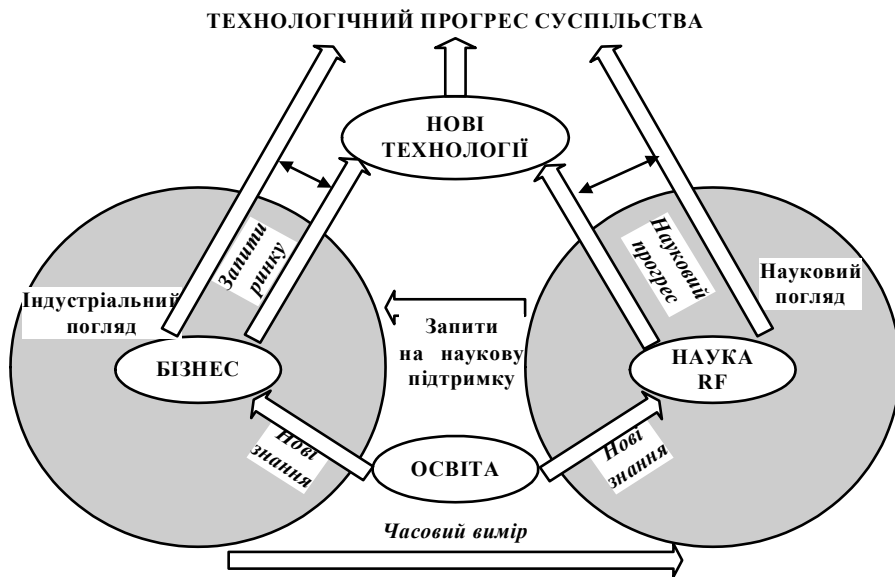 ТЕХНОЛОГІЧНИЙ ПРОГРЕС СУСПІЛЬСТВА
НОВІ
ТЕХНОЛОГІЇ
Запити
ринку
Науковий
прогрес
Індустріальний
погляд
Науковий
погляд
Запити
на наукову
підтримку
БІЗНЕС
НАУКА
RF
Нові
знання
ОСВІТА
Нові
знання
Часовий вимір